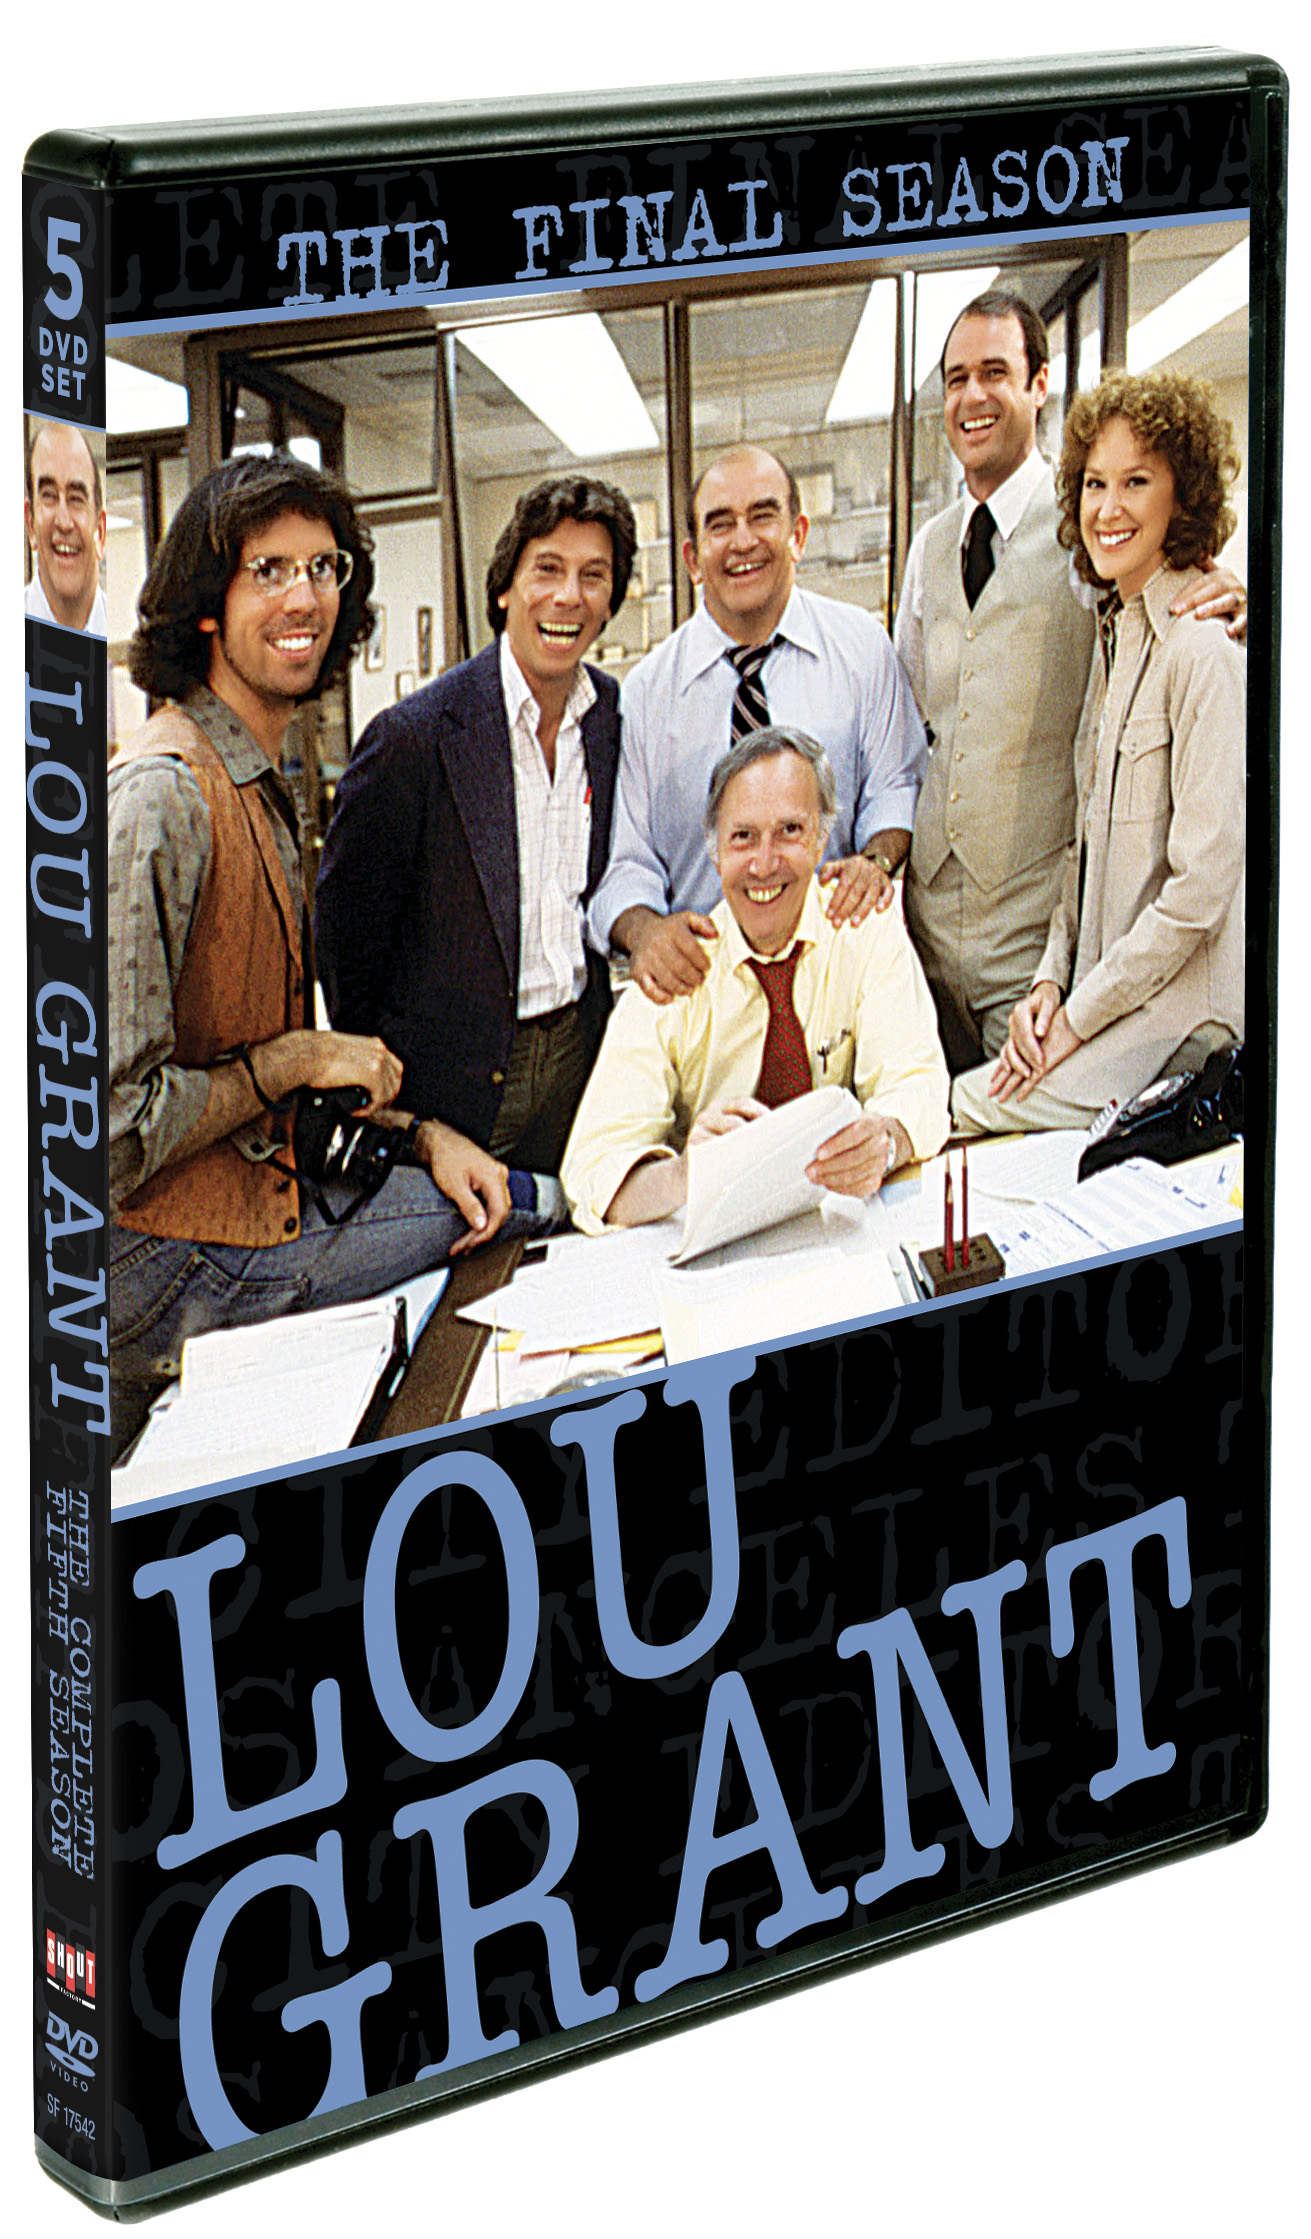 THE FINAL SEASON
LOU
GRANT
5
DVD
SET
LOU GRANT
THE COMPLETE
FIFTH SEASON
SHOUT
FACTORY
DVD
VIDEO
SF 17542